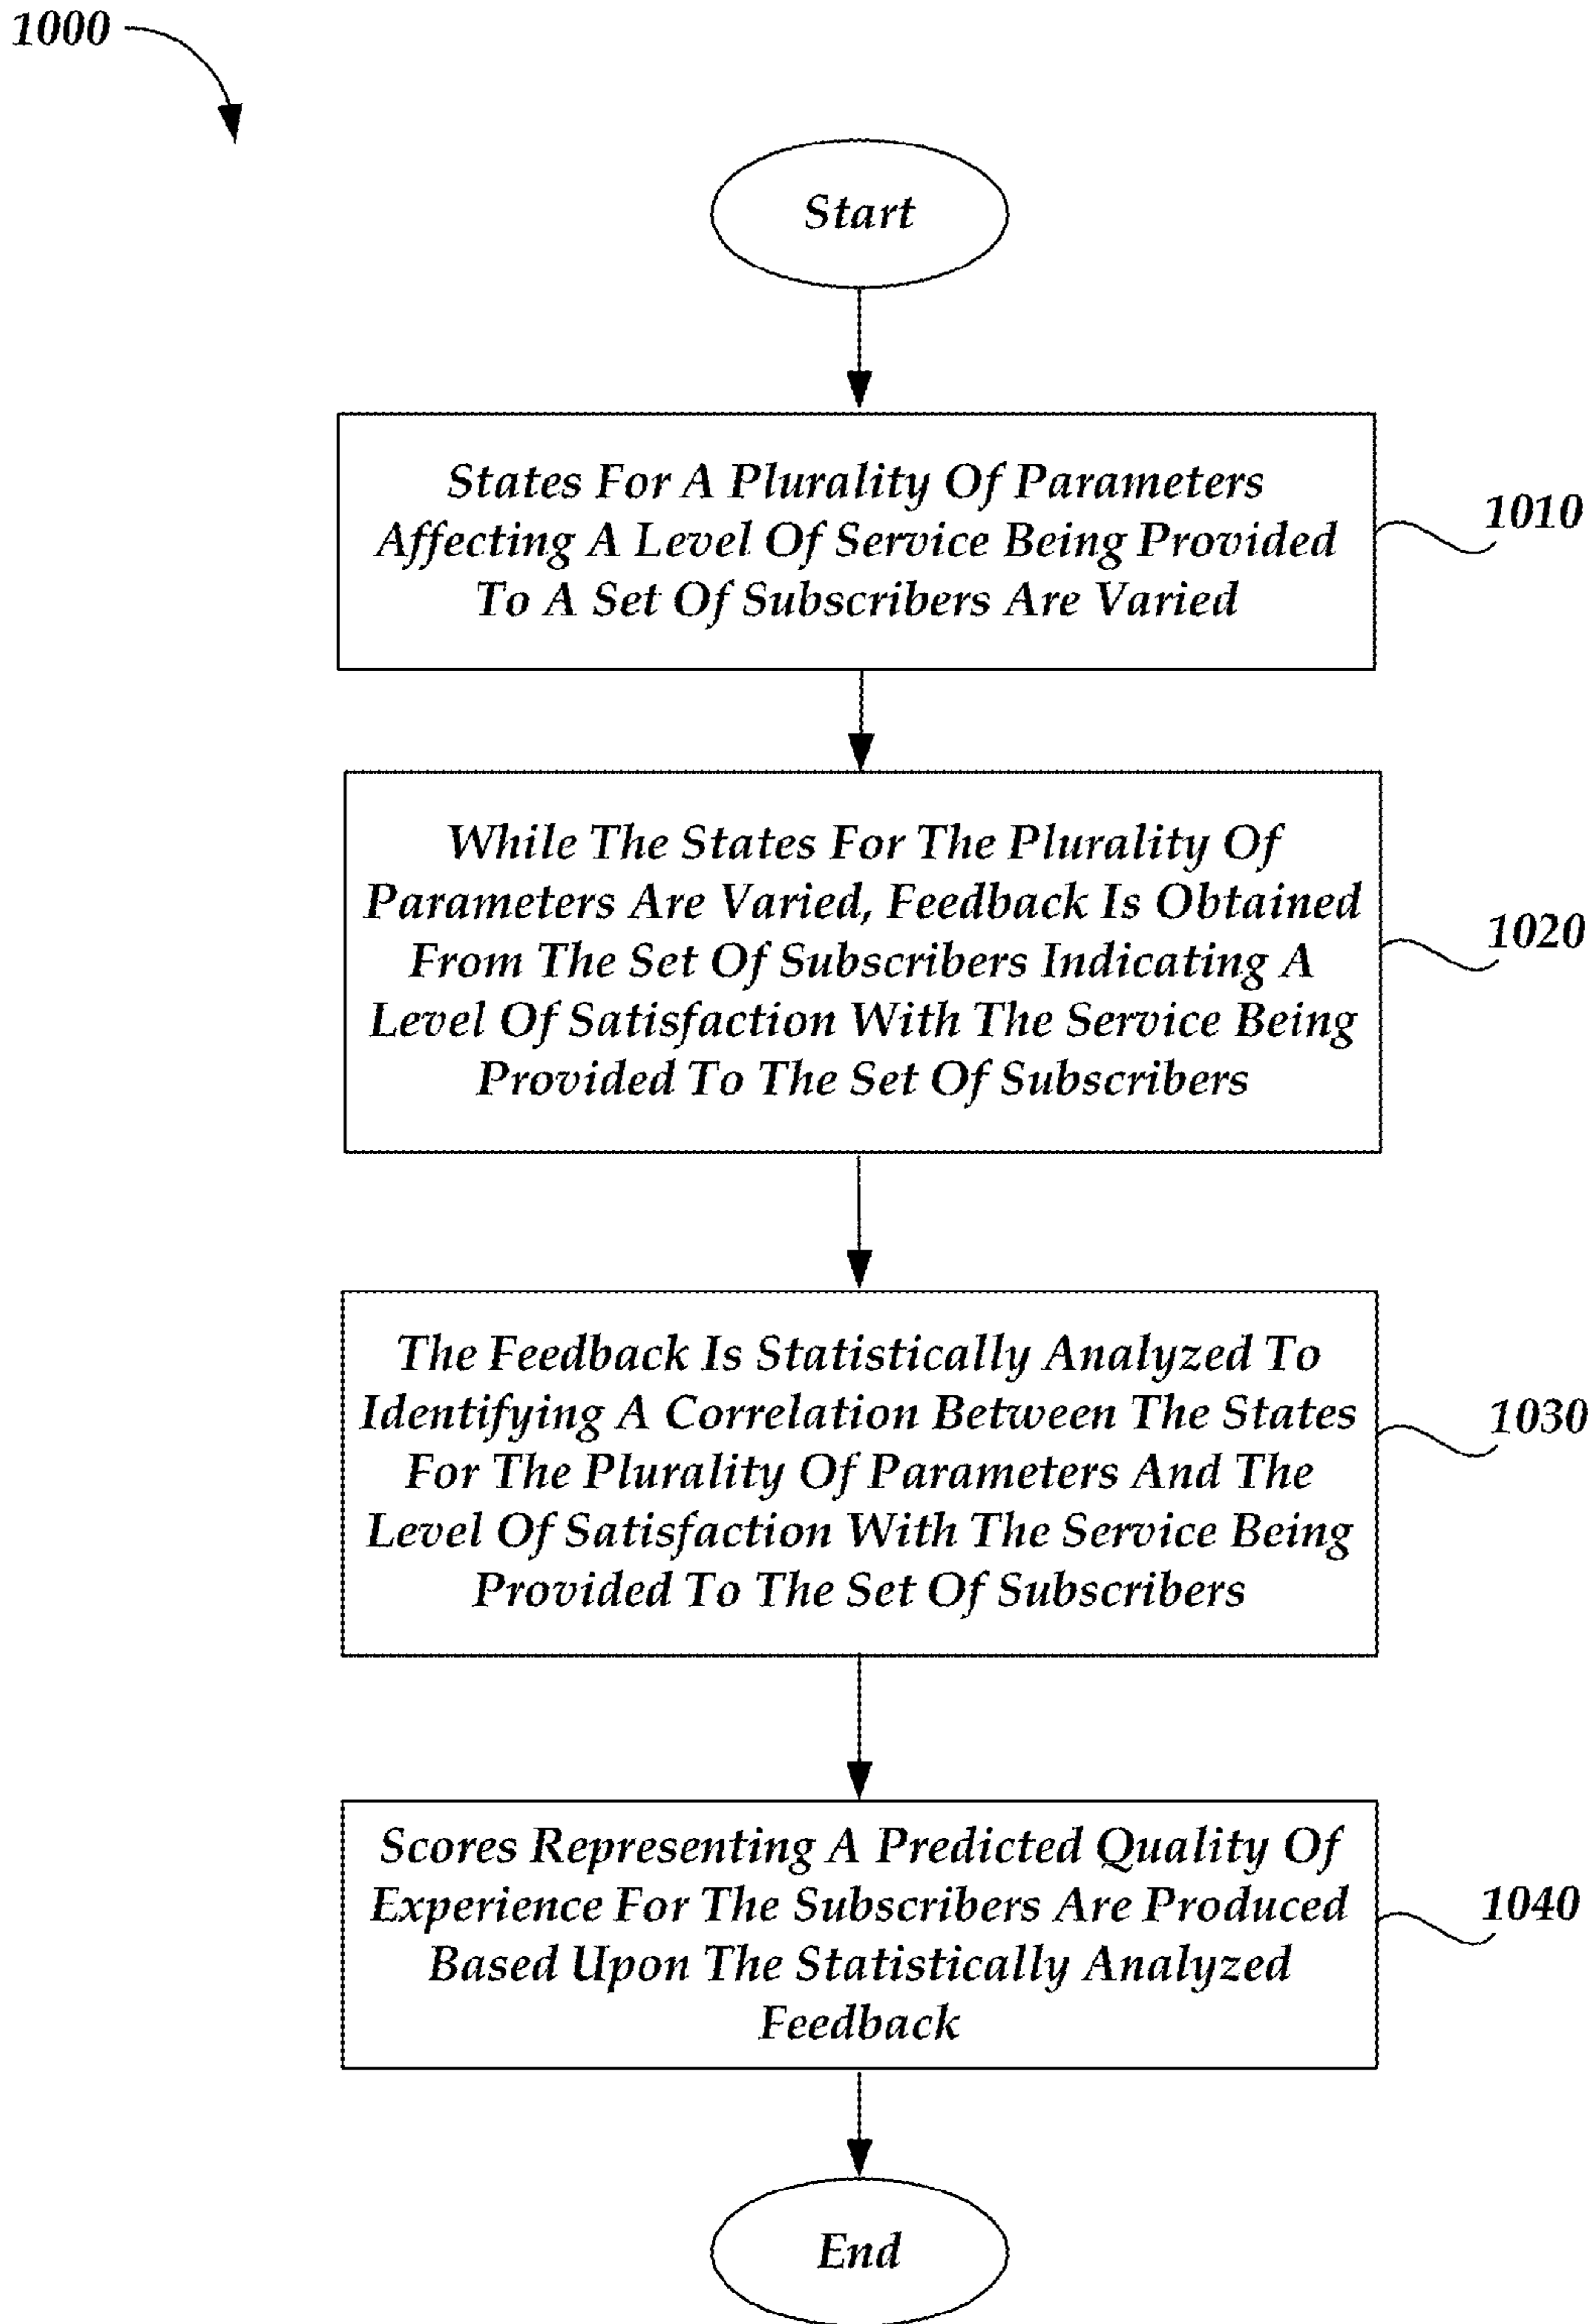 1000
Start
States For A Plurality Of Parameters
Affecting A Level Of Service Being Provided
To A Set Of Subscribers Are Varied
1010
While The States For The Plurality Of
Parameters Are Varied, Feedback Is Obtained
From The Set Of Subscribers Indicating A
Level Of Satisfaction With The Service Being
Provided To The Set Of Subscribers
1020
The Feedback Is Statistically Analyzed To
Identifying A Correlation Between The States
For The Plurality Of Parameters And The
Level Of Satisfaction With The Service Being
Provided To The Set Of Subscribers
1030
Scores Representing A Predicted Quality Of
Experience For The Subscribers Are Produced
Based Upon The Statistically Analyzed
Feedback
1040
End